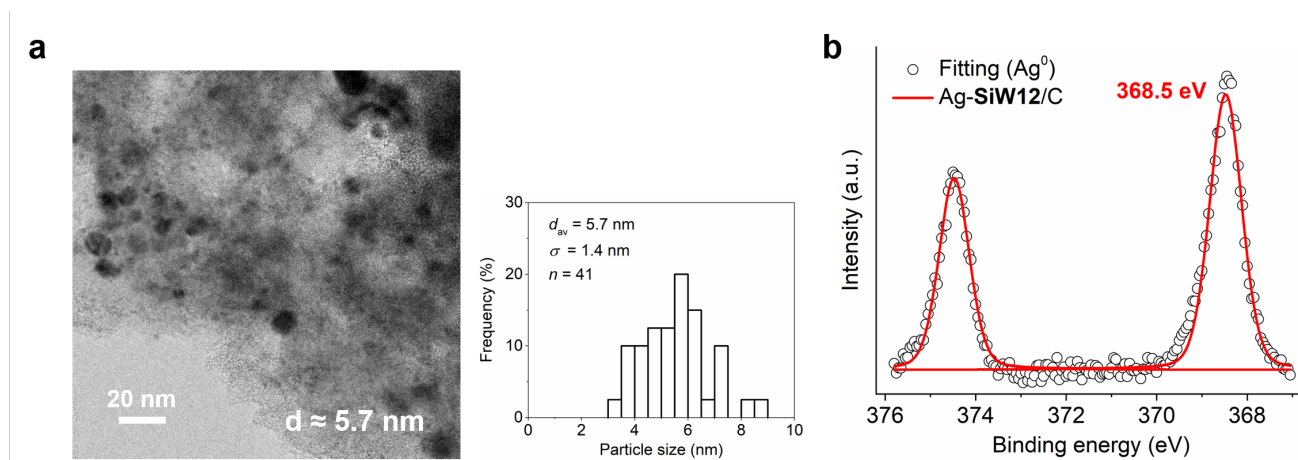 a
20 nm
d ≈ 5.7 nm
30
20
10
0
Frequency (%)
d_av = 5.7 nm
σ = 1.4 nm
n = 41
0 2 4 6 8 10
Particle size (nm)
b
Fitting (Ag⁰)
Ag-SiW12/C
368.5 eV
Intensity (a.u.)
376 374 372 370 368
Binding energy (eV)